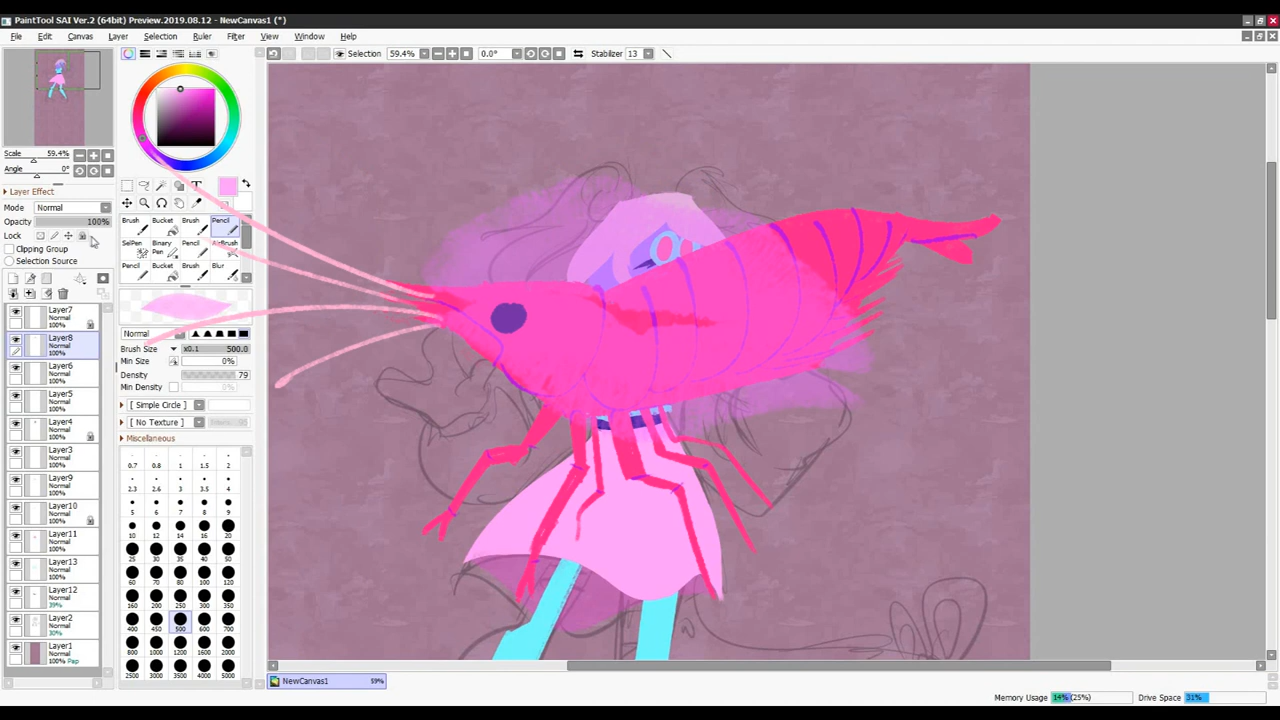 PaintTool SAI Ver.2 (64bit) Preview.2019.08.12 - NewCanvas1 (*)
File Edit Canvas Layer Selection Ruler Filter View Window Help
Selection 59.4% 0.0° Stabilizer 13
Scale 59.4%
Angle 0°
Layer Effect
Mode Normal
Opacity 100%
Lock
Clipping Group
Selection Source
Layer7
Normal
100%
Layer8
Normal
100%
Layer6
Normal
100%
Layer5
Normal
100%
Layer4
Normal
100%
Layer3
Normal
100%
Layer9
Normal
100%
Layer10
Normal
100%
Layer11
Normal
100%
Layer13
Normal
100%
Layer12
Normal
39%
Layer2
Normal
30%
Layer1
Normal
100% Pap
T
Brush Bucket Brush Pencil
SelPen Binary Pen Pencil AirBrush
Pencil Bucket Brush Blur
Normal
Brush Size x0.1 500.0
Min Size 0%
Density 79
Min Density
[ Simple Circle ]
[ No Texture ]
Miscellaneous
0.7 0.8 1 1.5 2
2.3 2.6 3 3.5 4
5 6 7 8 9
10 12 14 16 20
25 30 35 40 50
60 70 80 100 120
160 200 250 300 350
400 450 500 600 700
800 1000 1200 1600 2000
2500 3000 3500 4000 5000
NewCanvas1 59%
Memory Usage 14% (25%) Drive Space 31%